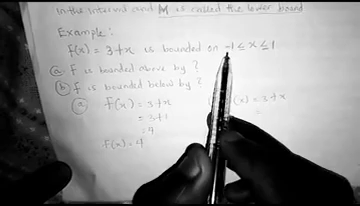 in the interval and M is called the lower bound
Example:
f(x) = 3+x is bounded on -1 ≤ x ≤ 1
(a) f is bounded above by?
(b) f is bounded below by?
(a) f(x) = 3+x (x) = 3+x
= 3+1 =
= 4
f(x) = 4